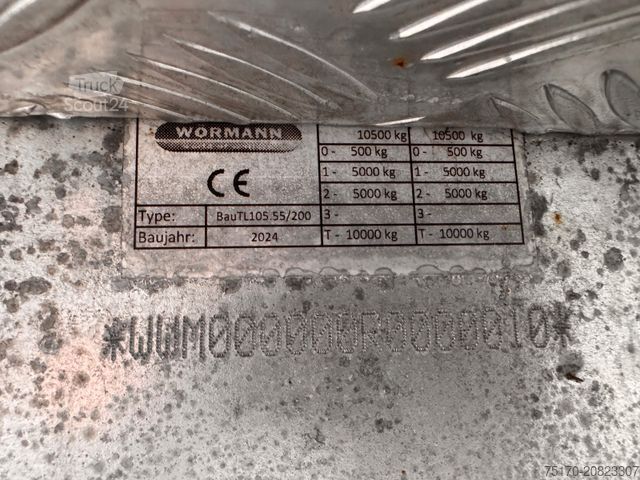 Truck
Scout24
WÖRMANN
10500 kg 10500 kg
0- 500 kg 0- 500 kg
1- 5000 kg 1- 5000 kg
CE
2- 5000 kg 2- 5000 kg
Type: BauTL105.55/200 3- 3-
Baujahr: 2024 T- 10000 kg T- 10000 kg
75170-20823307